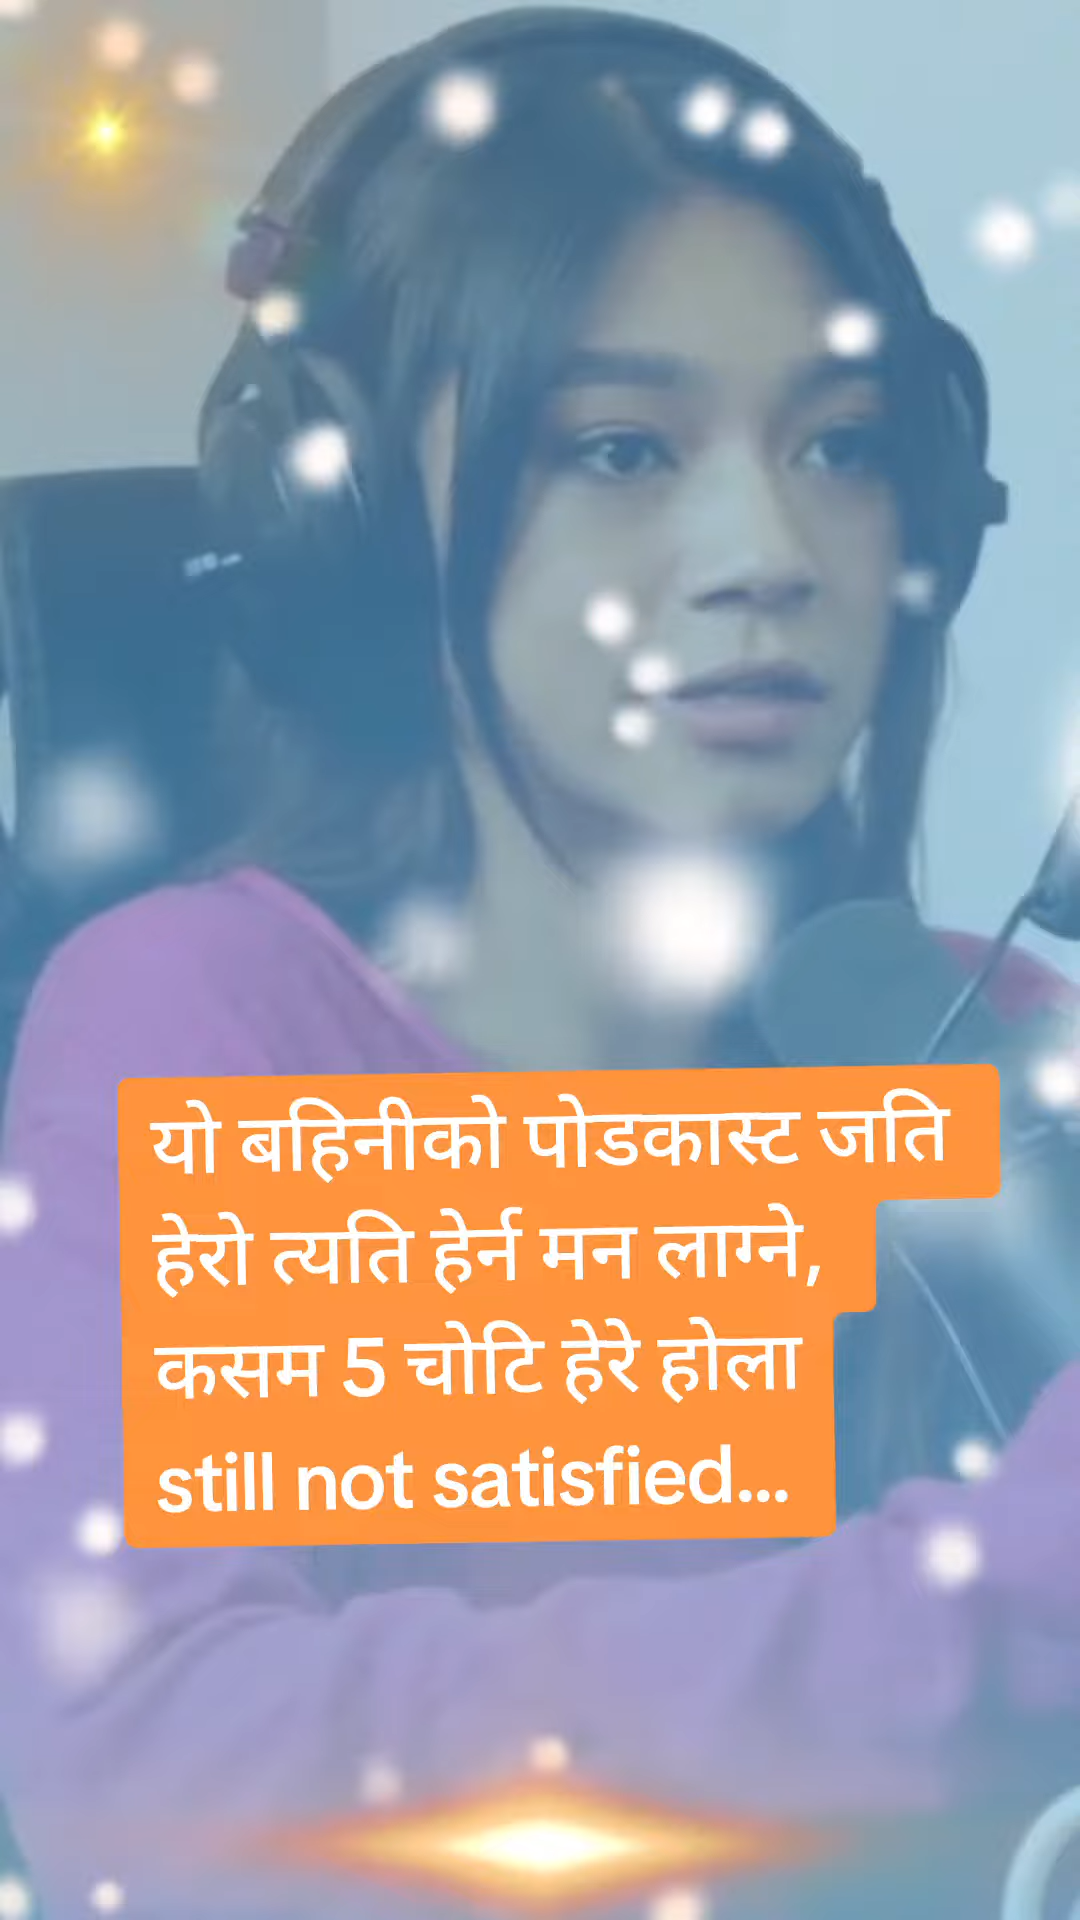 यो बहिनीको पोडकास्ट जति
हेरो त्यति हेर्न मन लाग्ने,
कसम 5 चोटि हेरे होला
still not satisfied...